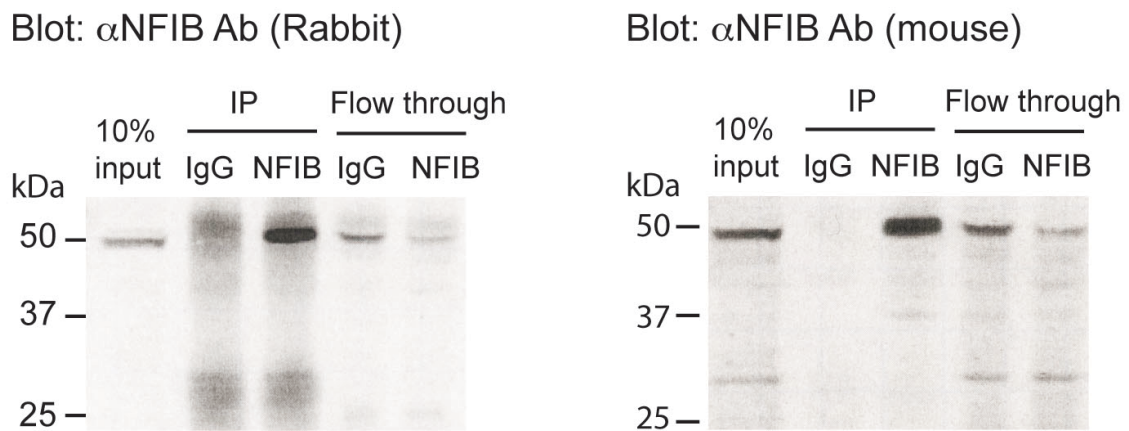 Blot: αNFIB Ab (Rabbit)
IP
Flow through
10%
input
IgG NFIB IgG NFIB
kDa
50
37
25
Blot: αNFIB Ab (mouse)
IP
Flow through
10%
input
IgG NFIB IgG NFIB
kDa
50
37
25